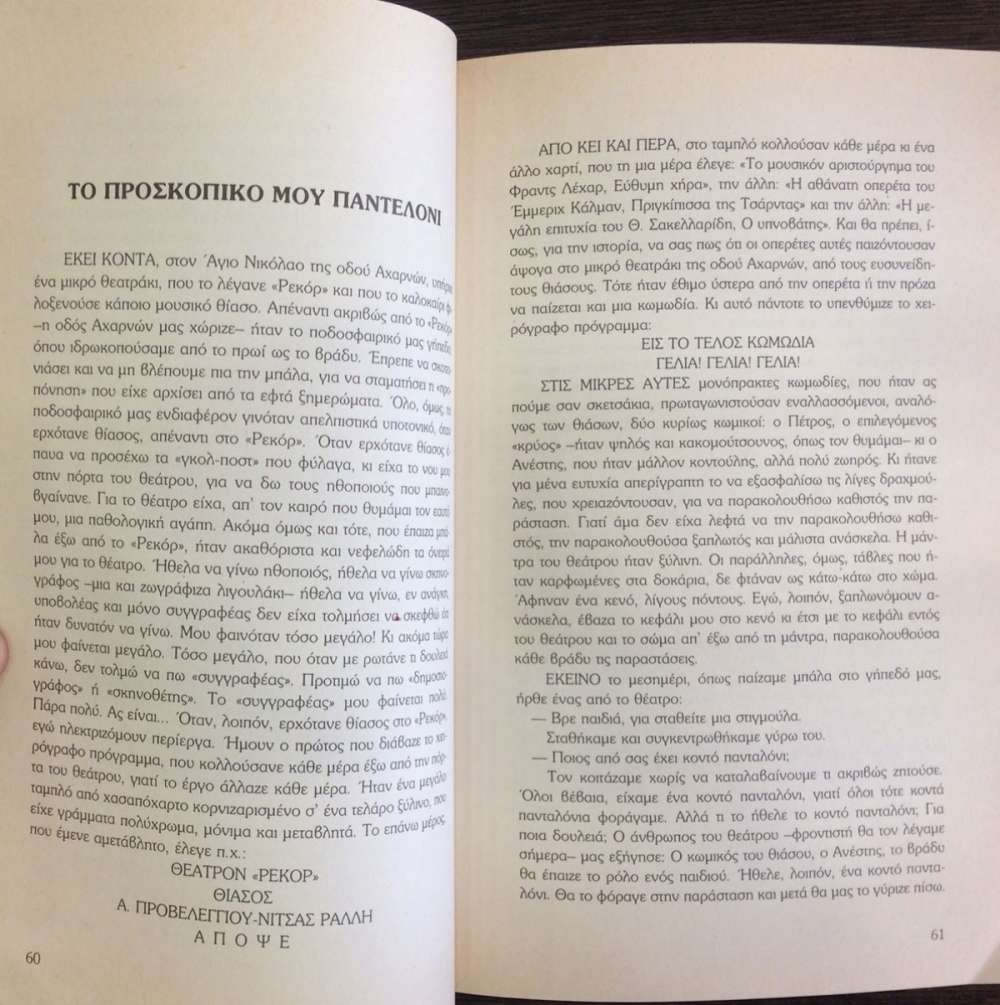 ΤΟ ΠΡΟΣΚΟΠΙΚΟ ΜΟΥ ΠΑΝΤΕΛΟΝΙ
ΕΚΕΙ ΚΟΝΤΑ, στον Άγιο Νικόλαο της οδού Αχαρνών, υπήρχε
ένα μικρό θεατράκι, που το λέγανε «Ρεκόρ» και που το καλοκαίρι φι-
λοξενούσε κάποιο μουσικό θίασο. Απέναντι ακριβώς από το «Ρεκόρ»
–η οδός Αχαρνών μας χώριζε– ήταν το ποδοσφαιρικό μας γήπεδο,
όπου ιδρωκοπούσαμε από το πρωί ως το βράδυ. Έπρεπε να σκοτει-
νιάσει και να μη βλέπουμε πια την μπάλα, για να σταματήσει η «προ-
πόνηση» που είχε αρχίσει από τα εφτά ξημερώματα. Όλο, όμως, το
ποδοσφαιρικό μας ενδιαφέρον γινόταν απελπιστικά υποτονικό, όταν
ερχότανε θίασος, απέναντι στο «Ρεκόρ». Όταν ερχότανε θίασος έ-
παυα να προσέχω τα «γκολ-ποστ» που φύλαγα, κι είχα το νου μου
στην πόρτα του θεάτρου, για να δω τους ηθοποιούς που μπαινο-
βγαίνανε. Για το θέατρο είχα, απ' τον καιρό που θυμάμαι τον εαυτό
μου, μια παθολογική αγάπη. Ακόμα όμως και τότε, που έπαιζα μπά-
λα έξω από το «Ρεκόρ», ήταν ακαθόριστα και νεφελώδη τα όνειρά
μου για το θέατρο. Ήθελα να γίνω ηθοποιός, ήθελα να γίνω σκηνο-
γράφος –μια και ζωγράφιζα λιγουλάκι– ήθελα να γίνω, εν ανάγκη,
υποβολέας και μόνο συγγραφέας δεν είχα τολμήσει να σκεφθώ ότι
ήταν δυνατόν να γίνω. Μου φαινόταν τόσο μεγάλο! Κι ακόμα τώρα
μου φαίνεται μεγάλο. Τόσο μεγάλο, που όταν με ρωτάνε τι δουλειά
κάνω, δεν τολμώ να πω «συγγραφέας». Προτιμώ να πω «δημοσιο-
γράφος» ή «σκηνοθέτης». Το «συγγραφέας» μου φαίνεται πολύ.
Πάρα πολύ. Ας είναι... Όταν, λοιπόν, ερχότανε θίασος στο «Ρεκόρ»,
εγώ ηλεκτριζόμουν περίεργα. Ήμουν ο πρώτος που διάβαζε το χει-
ρόγραφο πρόγραμμα, που κολλούσανε κάθε μέρα έξω από την πόρ-
τα του θεάτρου, γιατί το έργο άλλαζε κάθε μέρα. Ήταν ένα μεγάλο
ταμπλό από χασαπόχαρτο κορνιζαρισμένο σ' ένα τελάρο ξύλινο, που
είχε γράμματα πολύχρωμα, μόνιμα και μεταβλητά. Το επάνω μέρος,
που έμενε αμετάβλητο, έλεγε π.χ.:
ΘΕΑΤΡΟΝ «ΡΕΚΟΡ»
ΘΙΑΣΟΣ
Α. ΠΡΟΒΕΛΕΓΓΙΟΥ-ΝΙΤΣΑΣ ΡΑΛΛΗ
Α Π Ο Ψ Ε
60
ΑΠΟ ΚΕΙ ΚΑΙ ΠΕΡΑ, στο ταμπλό κολλούσαν κάθε μέρα κι ένα
άλλο χαρτί, που τη μια μέρα έλεγε: «Το μουσικόν αριστούργημα του
Φραντς Λέχαρ, Εύθυμη χήρα», την άλλη: «Η αθάνατη οπερέτα του
Έμμεριχ Κάλμαν, Πριγκίπισσα της Τσάρντας» και την άλλη: «Η με-
γάλη επιτυχία του Θ. Σακελλαρίδη, Ο υπνοβάτης». Και θα πρέπει, ί-
σως, για την ιστορία, να σας πως ότι οι οπερέτες αυτές παιζόντουσαν
άψογα στο μικρό θεατράκι της οδού Αχαρνών, από τους ευσυνείδη-
τους θιάσους. Τότε ήταν έθιμο ύστερα από την οπερέτα ή την πρόζα
να παίζεται και μια κωμωδία. Κι αυτό πάντοτε το υπενθύμιζε το χει-
ρόγραφο πρόγραμμα:
ΕΙΣ ΤΟ ΤΕΛΟΣ ΚΩΜΩΔΙΑ
ΓΕΛΙΑ! ΓΕΛΙΑ! ΓΕΛΙΑ!
ΣΤΙΣ ΜΙΚΡΕΣ ΑΥΤΕΣ μονόπρακτες κωμωδίες, που ήταν ας
πούμε σαν σκετσάκια, πρωταγωνιστούσαν εναλλασσόμενοι, αναλό-
γως των θιάσων, δύο κυρίως κωμικοί: ο Πέτρος, ο επιλεγόμενος
«κρύος» –ήταν ψηλός και κακομούτσουνος, όπως τον θυμάμαι– κι ο
Ανέστης, που ήταν μάλλον κοντούλης, αλλά πολύ ζωηρός. Κι ήτανε
για μένα ευτυχία απερίγραπτη το να εξασφαλίσω τις λίγες δραχμού-
λες, που χρειαζόντουσαν, για να παρακολουθήσω καθιστός την πα-
ράσταση. Γιατί άμα δεν είχα λεφτά να την παρακολουθήσω καθι-
στός, την παρακολουθούσα ξαπλωτός και μάλιστα ανάσκελα. Η μάν-
τρα του θεάτρου ήταν ξύλινη. Οι παράλληλες, όμως, τάβλες που ή-
ταν καρφωμένες στα δοκάρια, δε φτάναν ως κάτω-κάτω στο χώμα.
Άφηναν ένα κενό, λίγους πόντους. Εγώ, λοιπόν, ξαπλωνόμουν α-
νάσκελα, έβαζα το κεφάλι μου στο κενό κι έτσι με το κεφάλι εντός
του θεάτρου και το σώμα απ' έξω από τη μάντρα, παρακολουθούσα
κάθε βράδυ τις παραστάσεις.
ΕΚΕΙΝΟ το μεσημέρι, όπως παίζαμε μπάλα στο γήπεδό μας,
ήρθε ένας από το θέατρο:
— Βρε παιδιά, για σταθείτε μια στιγμούλα.
Σταθήκαμε και συγκεντρωθήκαμε γύρω του.
— Ποιος από σας έχει κοντό πανταλόνι;
Τον κοιτάζαμε χωρίς να καταλαβαίνουμε τι ακριβώς ζητούσε.
Όλοι βέβαια, είχαμε ένα κοντό πανταλόνι, γιατί όλοι τότε κοντά
πανταλόνια φοράγαμε. Αλλά τι το ήθελε το κοντό πανταλόνι; Για
ποια δουλειά; Ο άνθρωπος του θεάτρου –φροντιστή θα τον λέγαμε
σήμερα– μας εξήγησε: Ο κωμικός του θιάσου, ο Ανέστης, το βράδυ
θα έπαιζε το ρόλο ενός παιδιού. Ήθελε, λοιπόν, ένα κοντό παντα-
λόνι. Θα το φόραγε στην παράσταση και μετά θα μας το γύριζε πίσω.
61